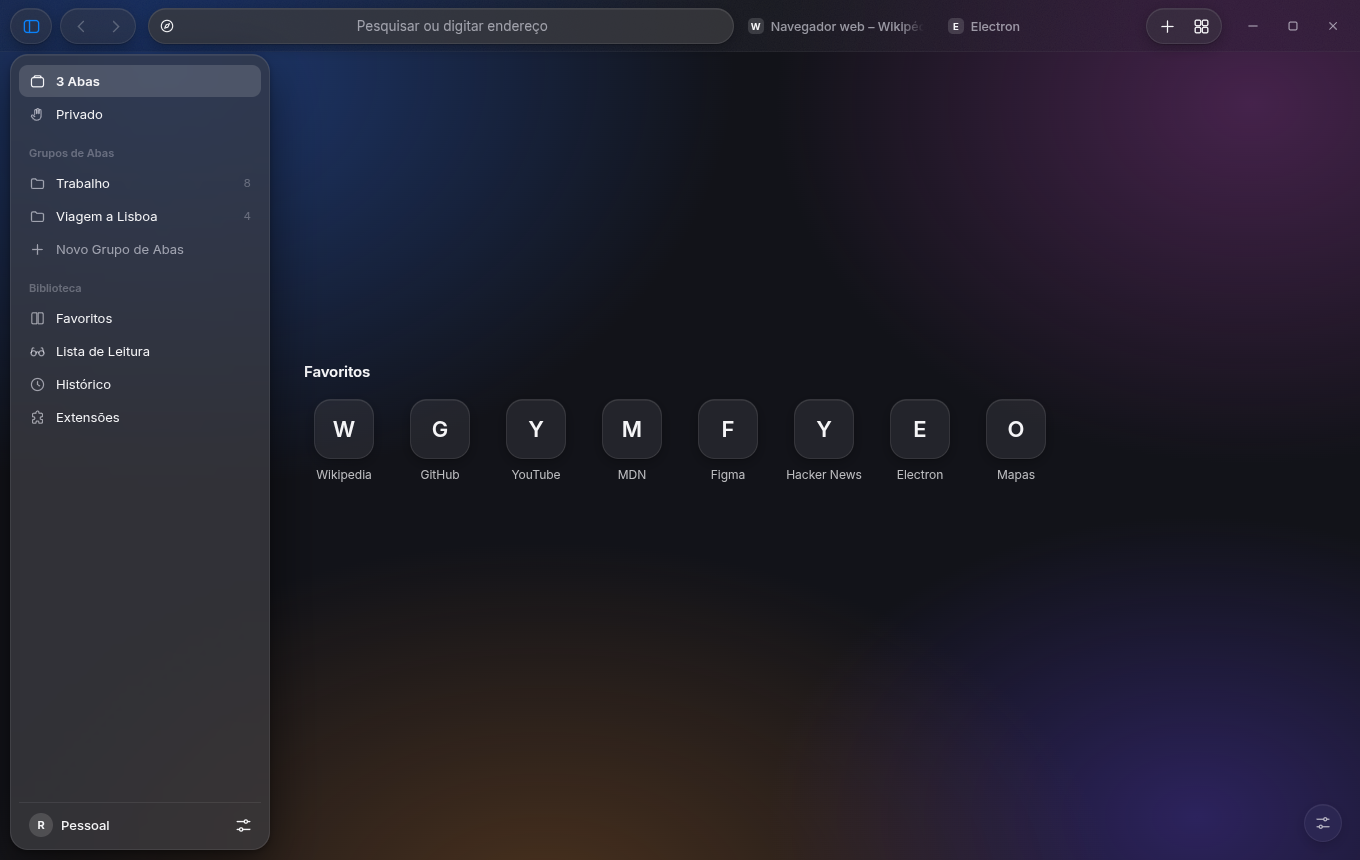 Pesquisar ou digitar endereço
W Navegador web – Wikipéd
E Electron
3 Abas
Privado
Grupos de Abas
Trabalho 8
Viagem a Lisboa 4
Novo Grupo de Abas
Biblioteca
Favoritos
Lista de Leitura
Histórico
Extensões
R Pessoal
Favoritos
W G Y M F Y E O
Wikipedia GitHub YouTube MDN Figma Hacker News Electron Mapas